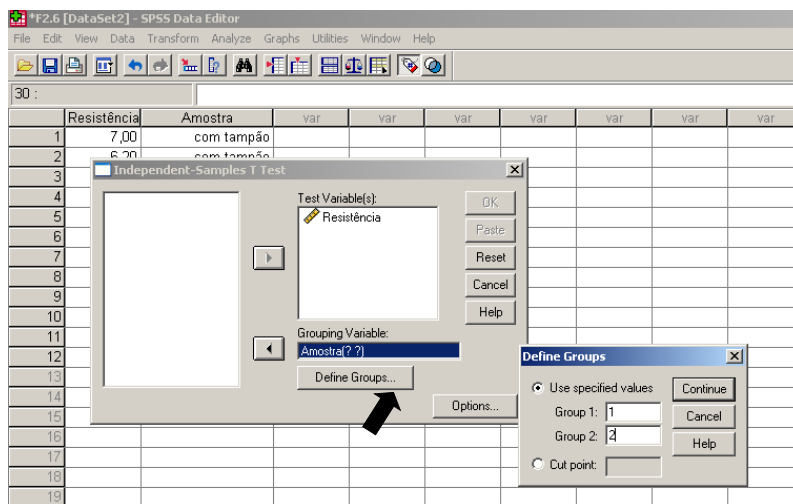 *F2.6 [DataSet2] - SPSS Data Editor
File Edit View Data Transform Analyze Graphs Utilities Window Help
30 :
Resistência Amostra var var var var var var var
1 7,00 com tampão
2 6,20 com tampão
3
4
5
6
7
8
9
10
11
12
13
14
15
16
17
18
19
Independent-Samples T Test
Test Variable(s):
Resistência
OK
Paste
Reset
Cancel
Help
Grouping Variable:
Amostra(? ?)
Define Groups...
Options...
Define Groups
Use specified values
Group 1: 1
Group 2: 2
Cut point:
Continue
Cancel
Help